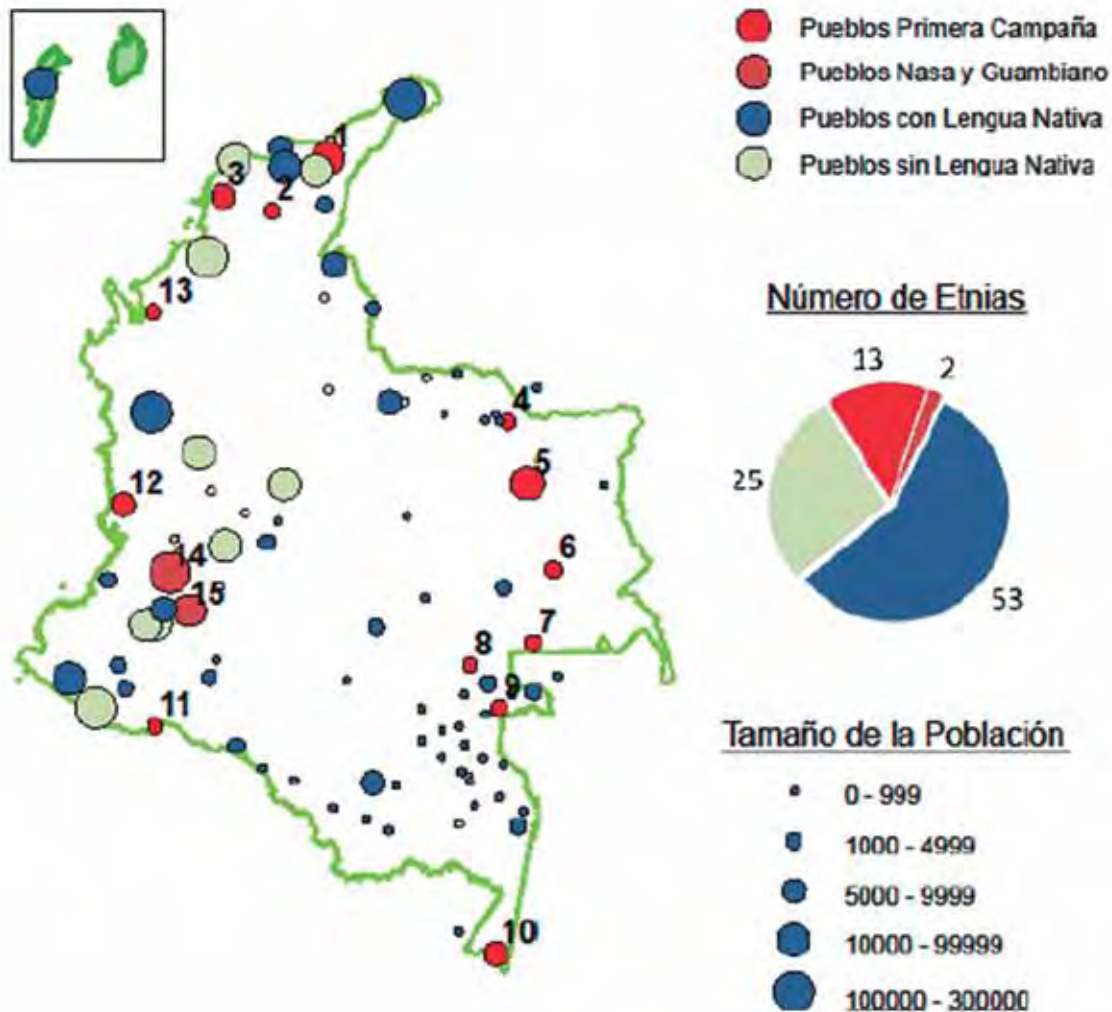 Pueblos Primera Campaña
Pueblos Nasa y Guambiano
Pueblos con Lengua Nativa
Pueblos sin Lengua Nativa
1
3
2
13
Número de Etnias
13
2
25
53
4
5
12
6
14
15
7
8
9
11
10
Tamaño de la Población
0 - 999
1000 - 4999
5000 - 9999
10000 - 99999
100000 - 300000